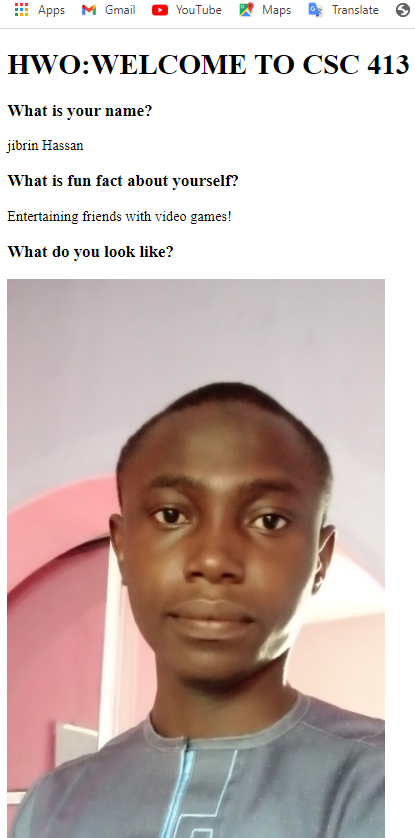 Apps Gmail YouTube Maps Translate
HWO:WELCOME TO CSC 413
What is your name?
jibrin Hassan
What is fun fact about yourself?
Entertaining friends with video games!
What do you look like?